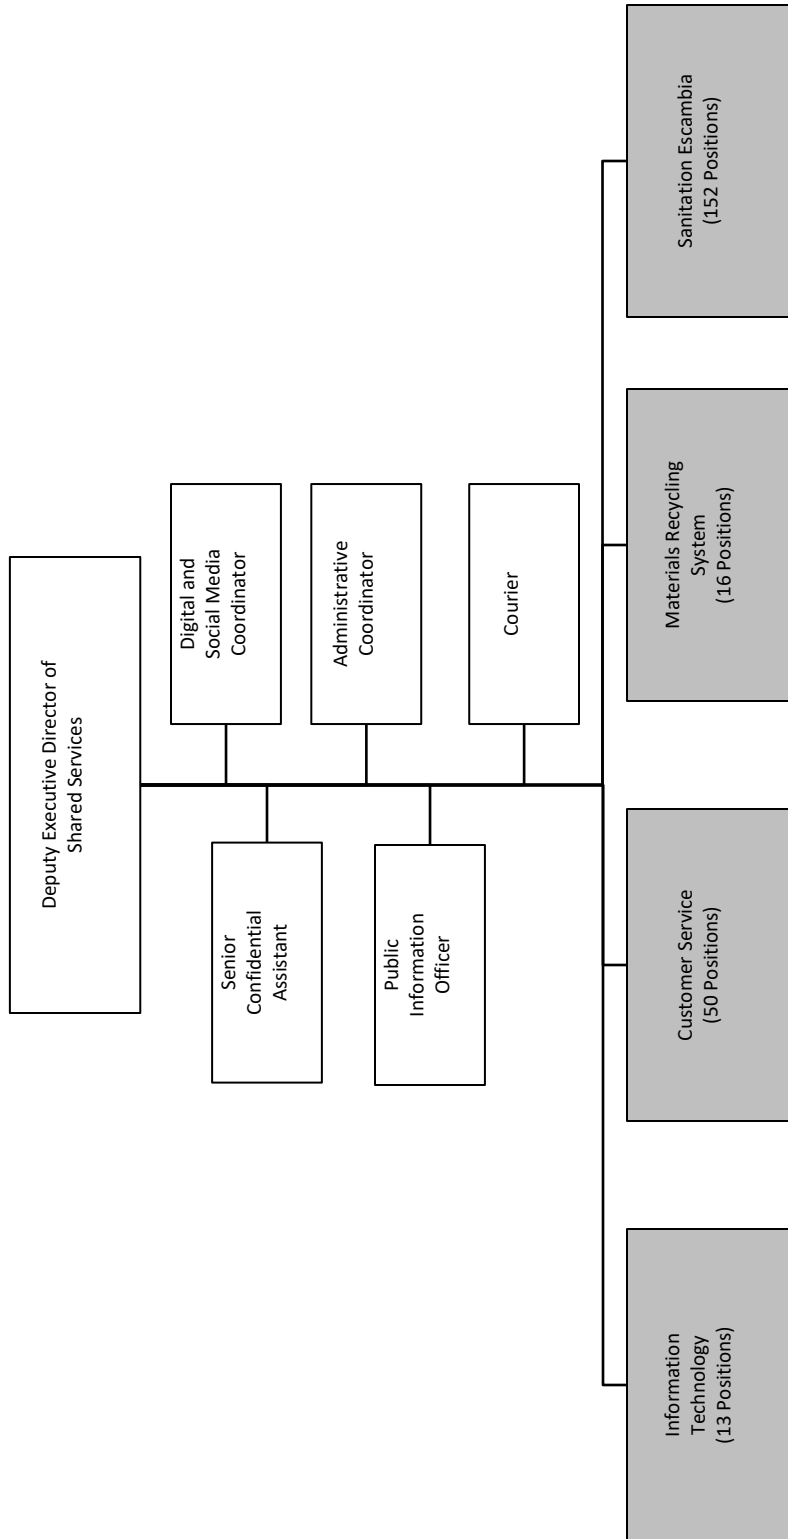 Deputy Executive Director of
Shared Services
Senior
Confidential
Assistant
Digital and
Social Media
Coordinator
Public
Information
Officer
Administrative
Coordinator
Courier
Information
Technology
(13 Positions)
Customer Service
(50 Positions)
Materials Recycling
System
(16 Positions)
Sanitation Escambia
(152 Positions)